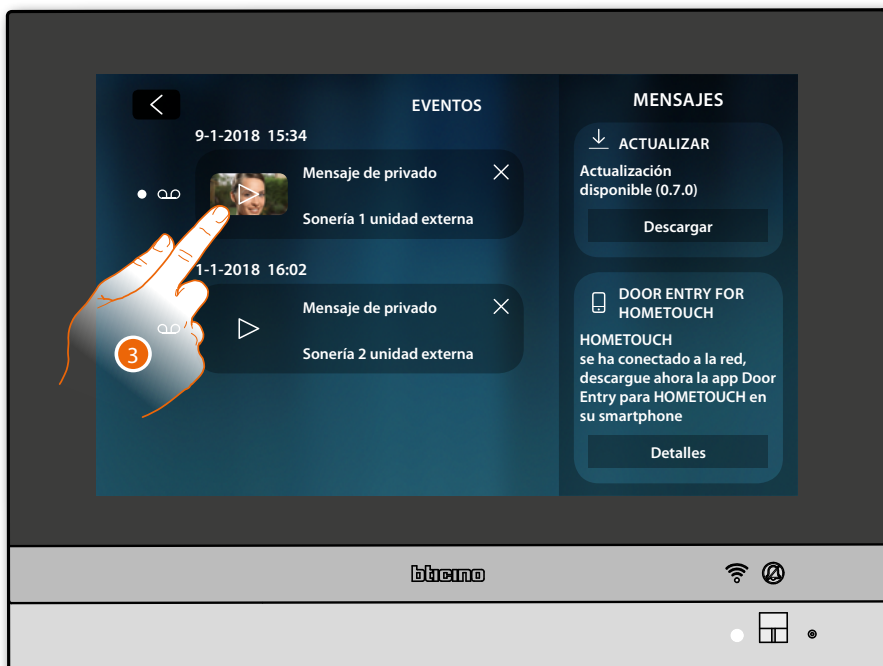 EVENTOS
9-1-2018 15:34
Mensaje de privado
Sonería 1 unidad externa
1-1-2018 16:02
Mensaje de privado
Sonería 2 unidad externa
3
MENSAJES
ACTUALIZAR
Actualización
disponible (0.7.0)
Descargar
DOOR ENTRY FOR
HOMETOUCH
HOMETOUCH
se ha conectado a la red,
descargue ahora la app Door
Entry para HOMETOUCH en
su smartphone
Detalles
bticino